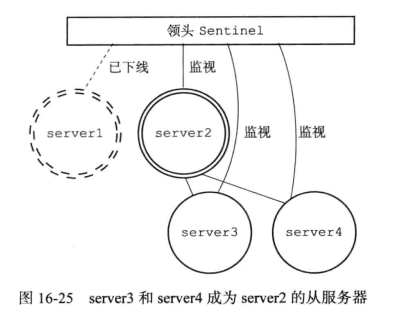 领头 Sentinel
已下线
监视
server1
server2
监视
监视
server3
server4
图 16-25 server3 和 server4 成为 server2 的从服务器